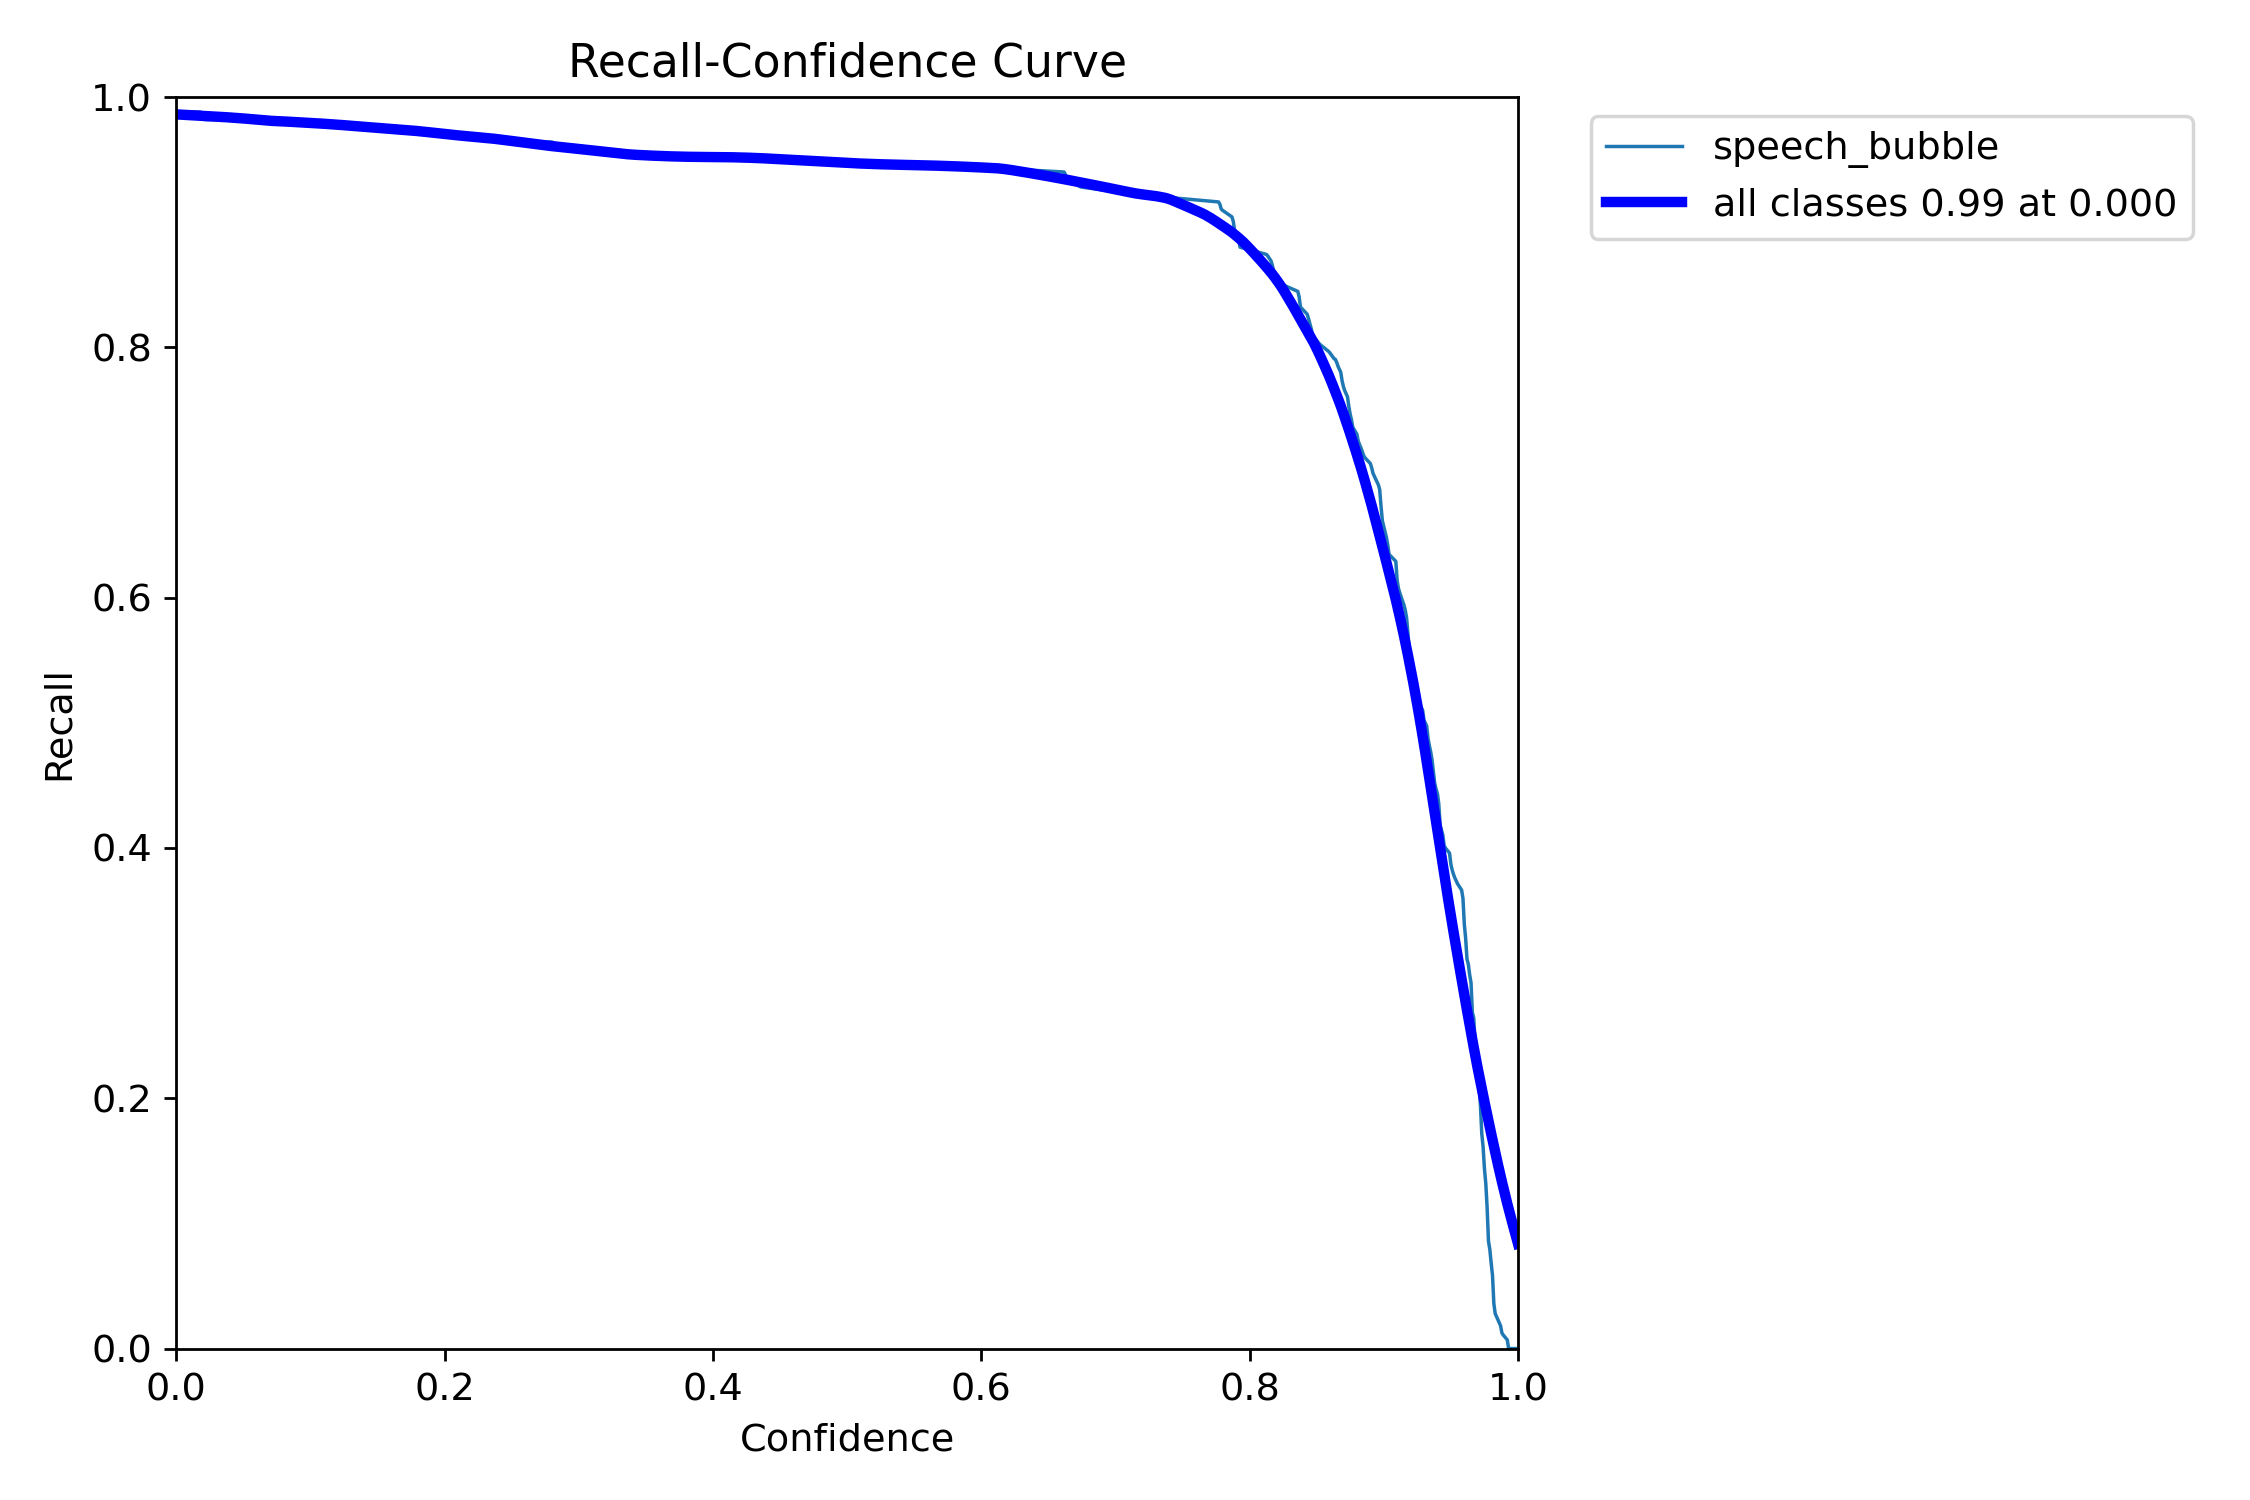 Recall-Confidence Curve
speech_bubble
all classes 0.99 at 0.000
1.0
0.8
0.6
0.4
0.2
0.0
Recall
0.0 0.2 0.4 0.6 0.8 1.0
Confidence